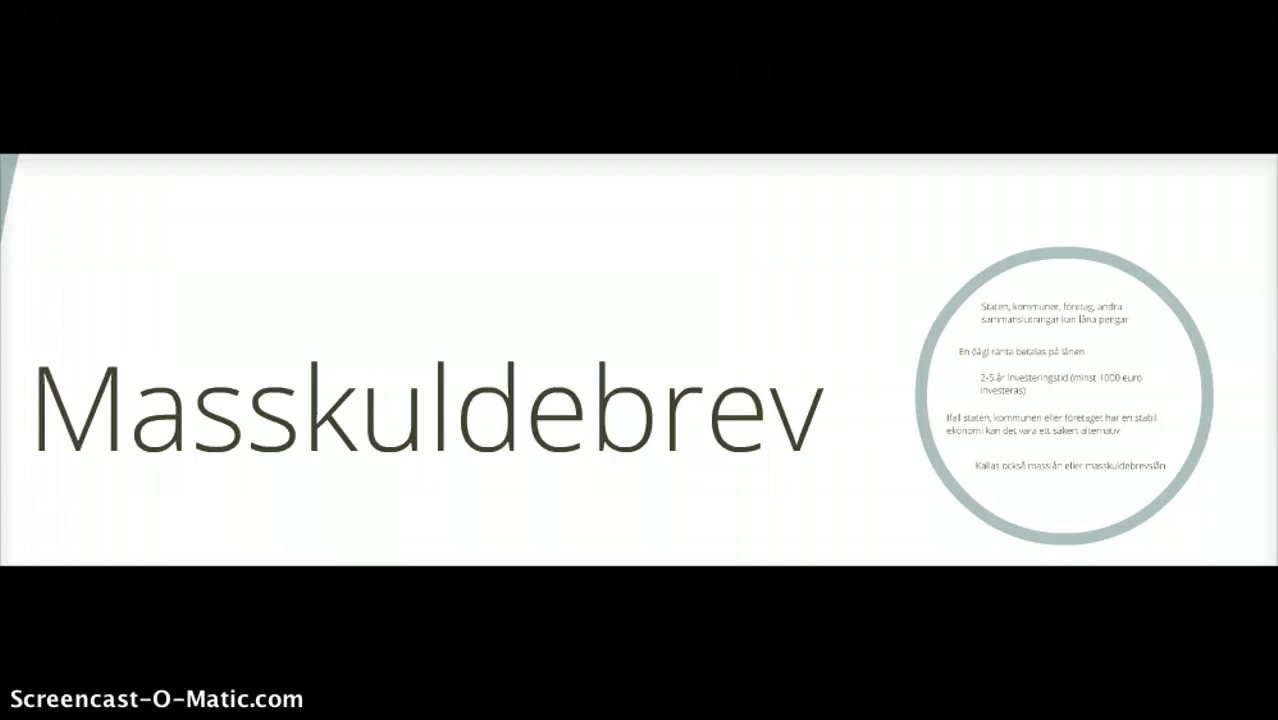 Masskuldebrev
Staten, kommuner, företag, andra
sammanslutningar kan låna pengar
En (låg) ränta betalas på lånen
2-5 år investeringstid (minst 1000 euro
investeras)
Ifall staten, kommunen eller företaget har en stabil
ekonomi kan det vara ett säkert alternativ
Kallas också masslån eller masskuldebrevslån
Screencast-O-Matic.com